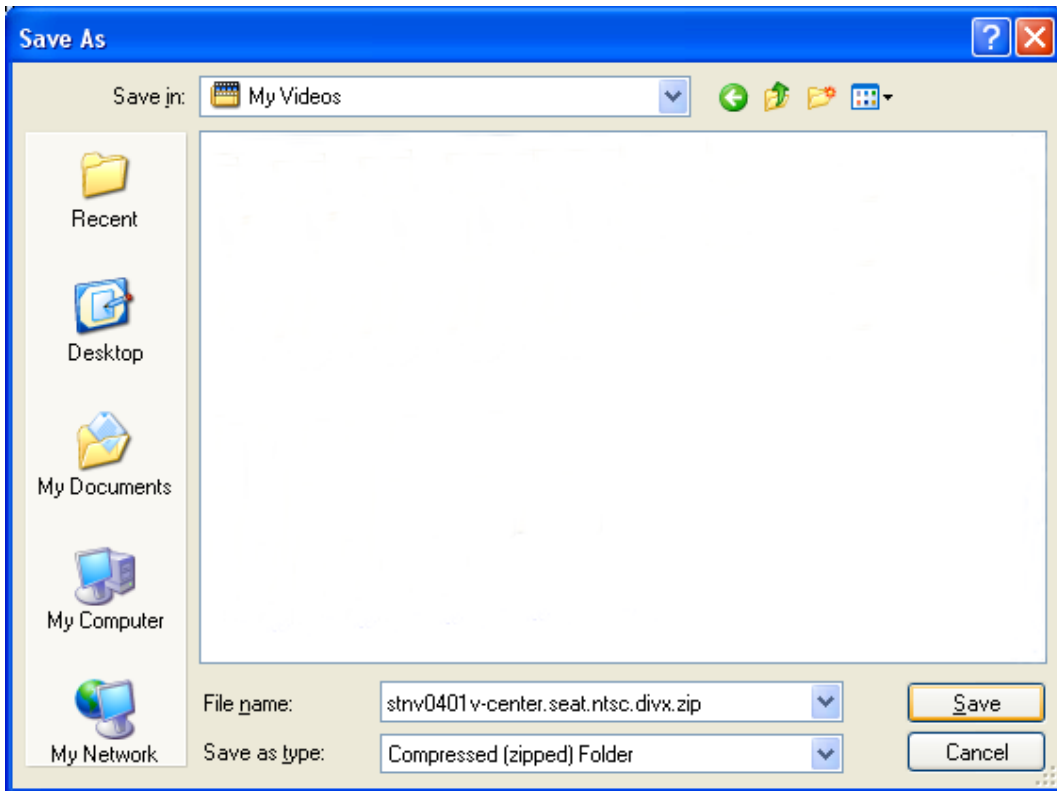 Save As
Save in: My Videos
Recent
Desktop
My Documents
My Computer
My Network
File name: stnv0401v-center.seat.ntsc.divx.zip Save
Save as type: Compressed (zipped) Folder Cancel